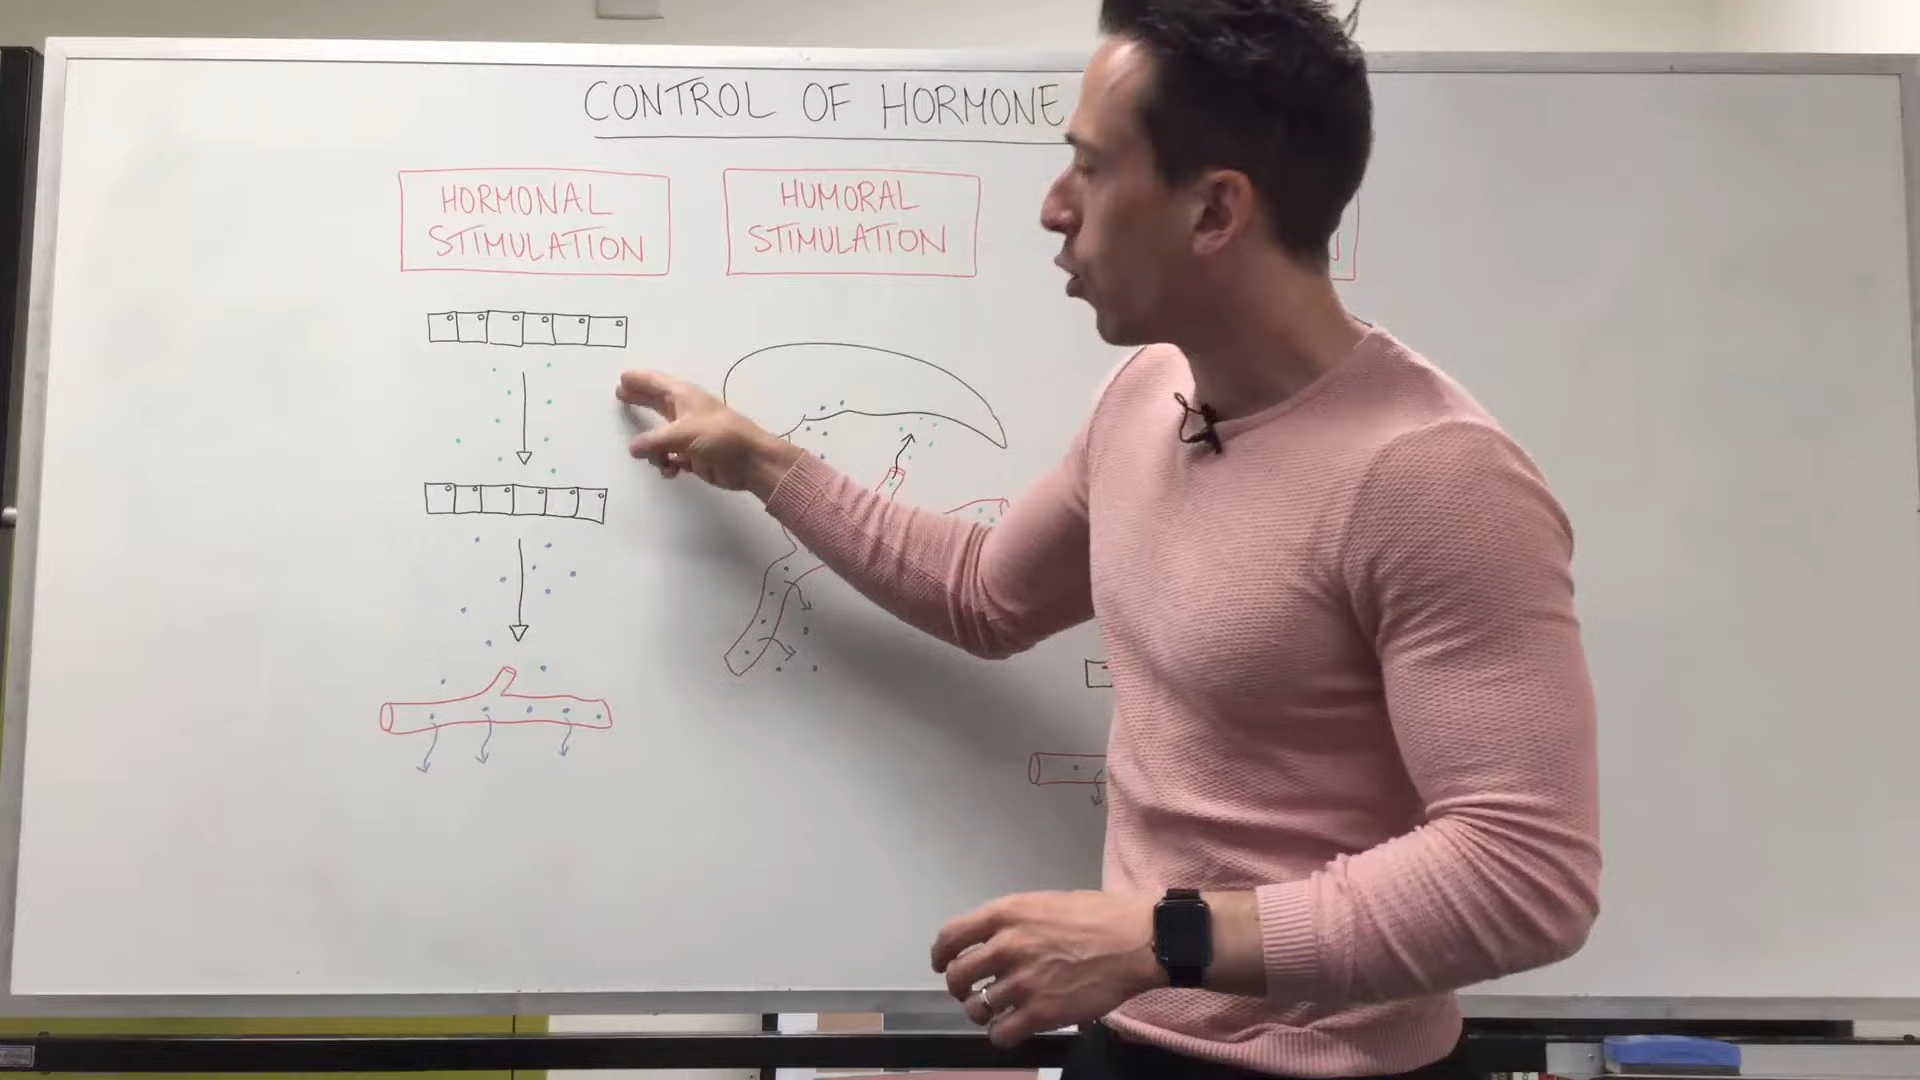 CONTROL OF HORMONE
HORMONAL
STIMULATION
HUMORAL
STIMULATION